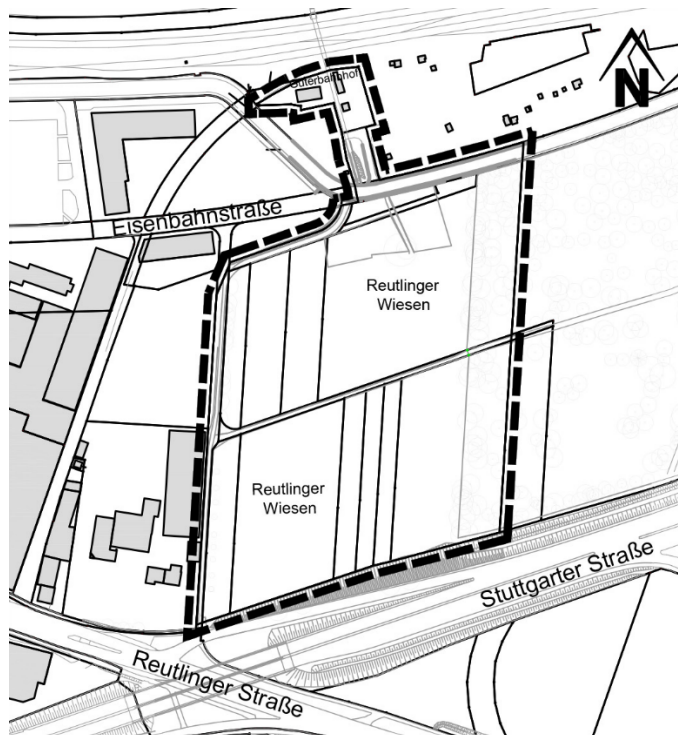 Güterbahnhof
N
Eisenbahnstraße
Reutlinger
Wiesen
Reutlinger
Wiesen
Stuttgarter Straße
Reutlinger Straße